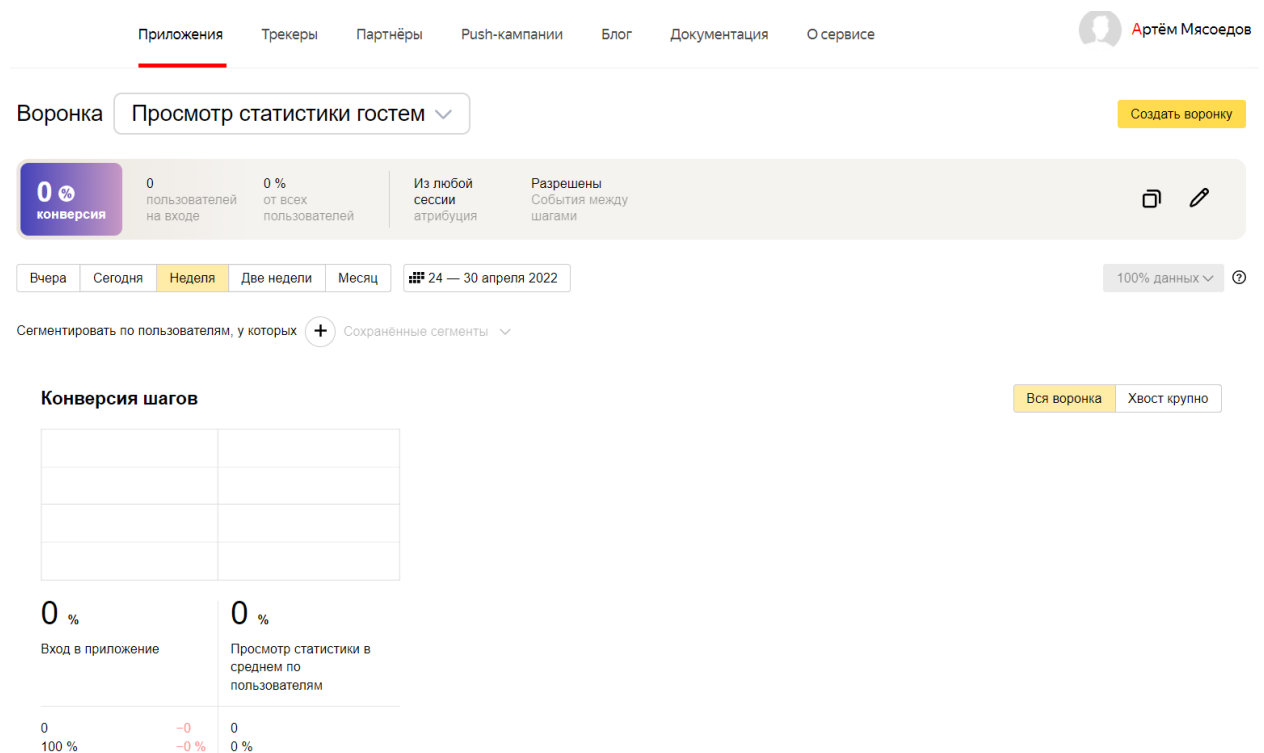 Приложения Трекеры Партнёры Push-кампании Блог Документация О сервисе Артём Мясоедов
Воронка Просмотр статистики гостем Создать воронку
0 %
конверсия
0
пользователей
на входе
0 %
от всех
пользователей
Из любой
сессии
атрибуция
Разрешены
События между
шагами
Вчера Сегодня Неделя Две недели Месяц 24 — 30 апреля 2022 100% данных ?
Сегментировать по пользователям, у которых + Сохранённые сегменты
Конверсия шагов Вся воронка Хвост крупно
0 % 0 %
Вход в приложение
Просмотр статистики в
среднем по
пользователям
0 −0 0
100 % −0 % 0 %